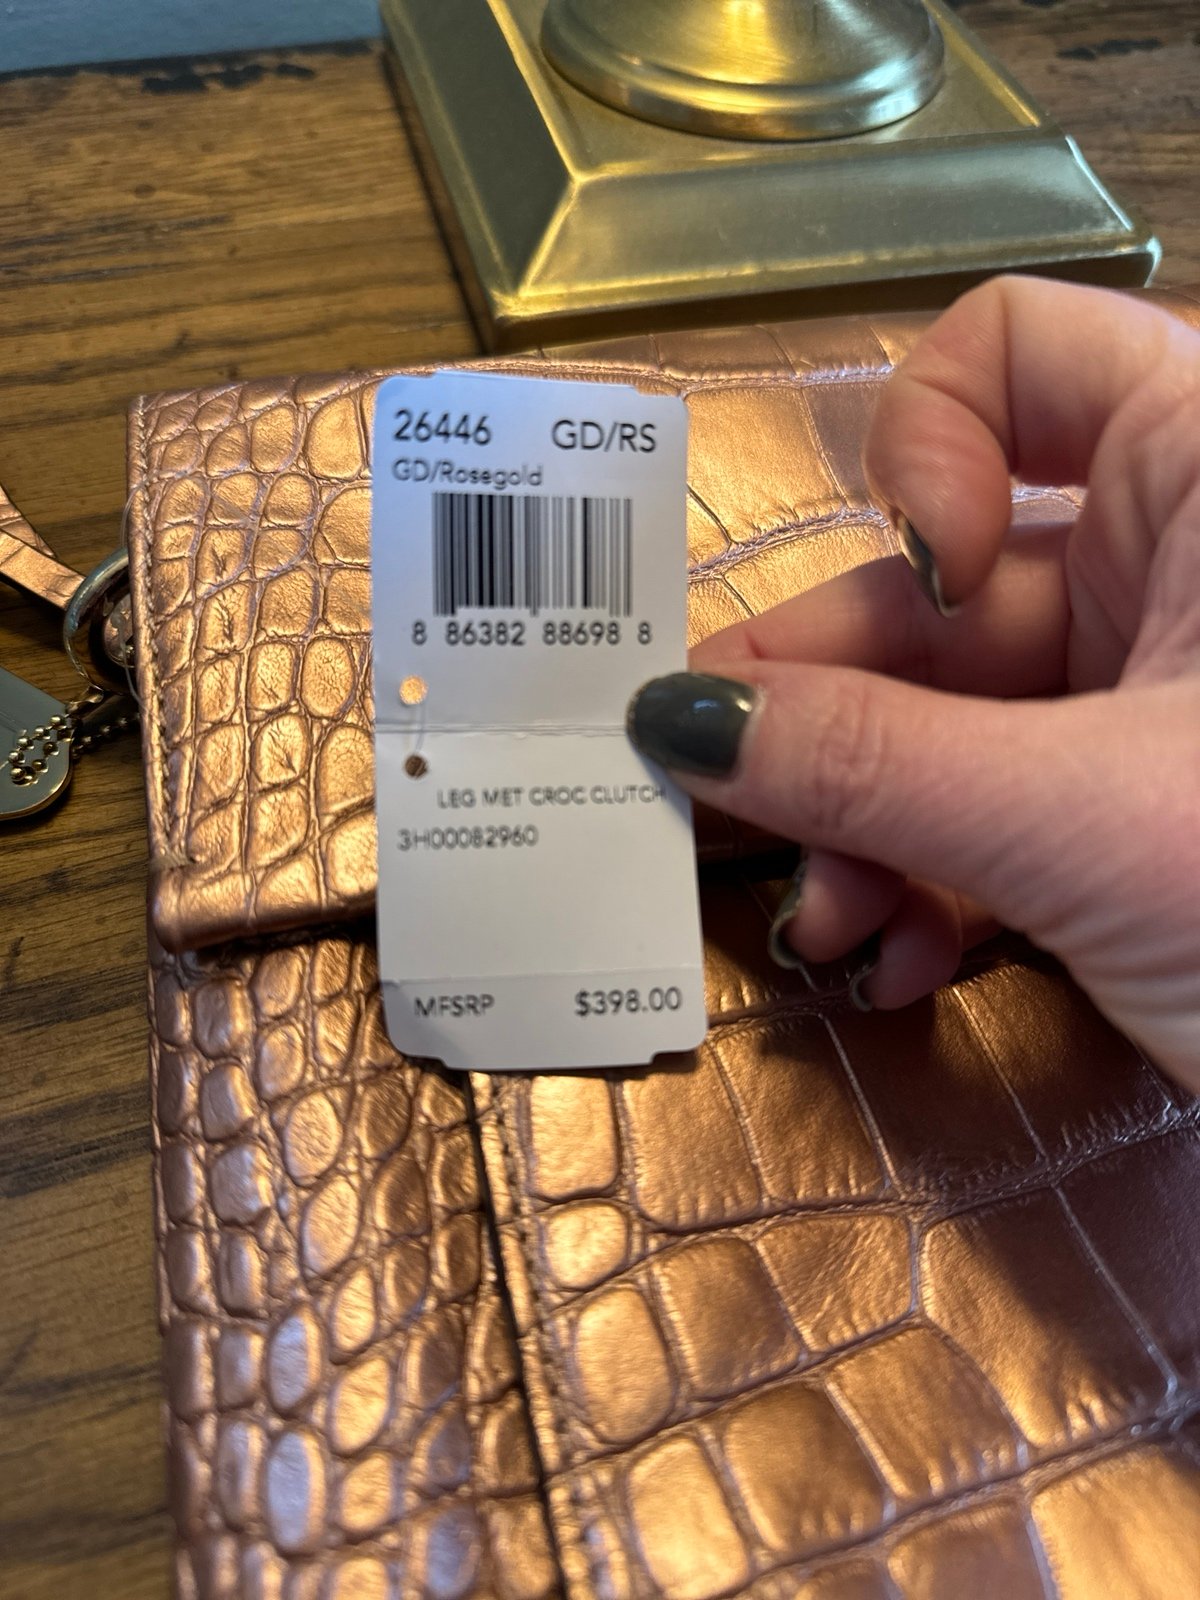 26446 GD/RS
GD/Rosegold
8 86382 88698 8
LEG MET CROC CLUTCH
3H00082960
MFSRP $398.00